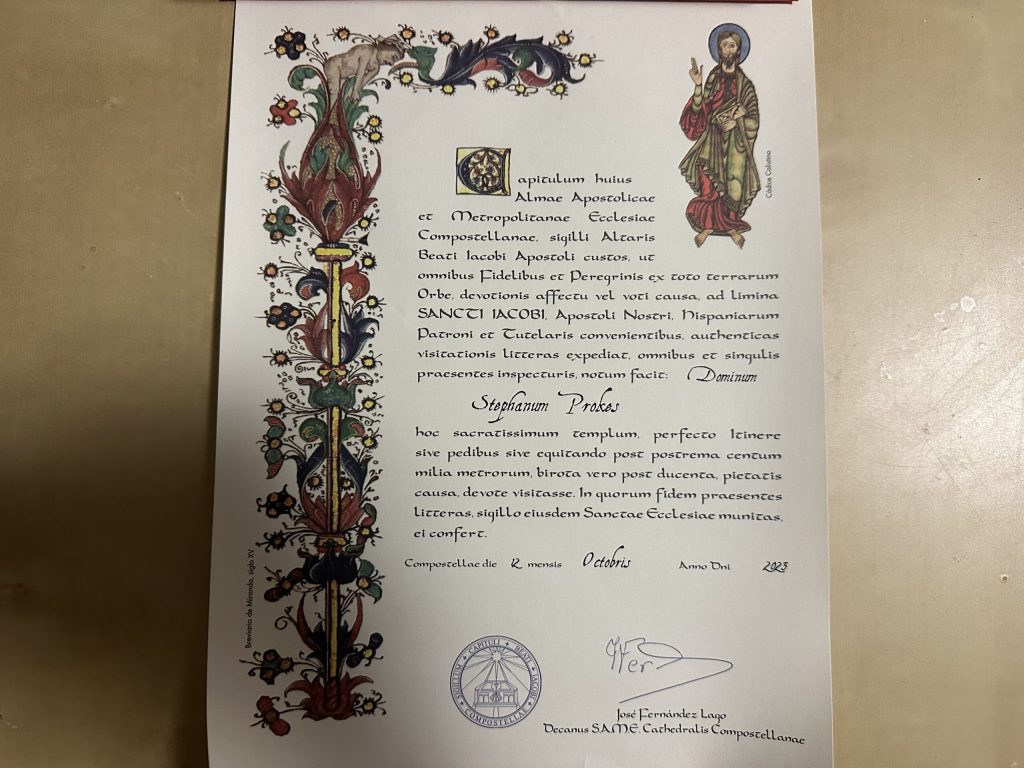 Códice Calixtino
Capitulum huius
Almae Apostolicae
et Metropolitanae Ecclesiae
Compostellanae, sigilli Altaris
Beati Iacobi Apostoli custos, ut
omnibus Fidelibus et Peregrinis ex toto terrarum
Orbe, devotionis affectu vel voti causa, ad limina
SANCTI IACOBI, Apostoli Nostri, Hispaniarum
Patroni et Tutelaris convenientibus, authenticas
visitationis litteras expediat, omnibus et singulis
praesentes inspecturis, notum facit: Dominum
Stephanum Prokes
hoc sacratissimum templum, perfecto Itinere
sive pedibus sive equitando post postrema centum
milia metrorum, birota vero post ducenta, pietatis
causa, devote visitasse. In quorum fidem praesentes
litteras, sigillo eiusdem Sanctae Ecclesiae munitas,
ei confert.
Compostellae die 12 mensis Octobris Anno Dni 2023
Breviario de Miranda, siglo XV
SIGILLUM CAPITULI BEATI JACOBI COMPOSTELLAE
José Fernández Lago
Decanus S.A.M.E. Cathedralis Compostellanae